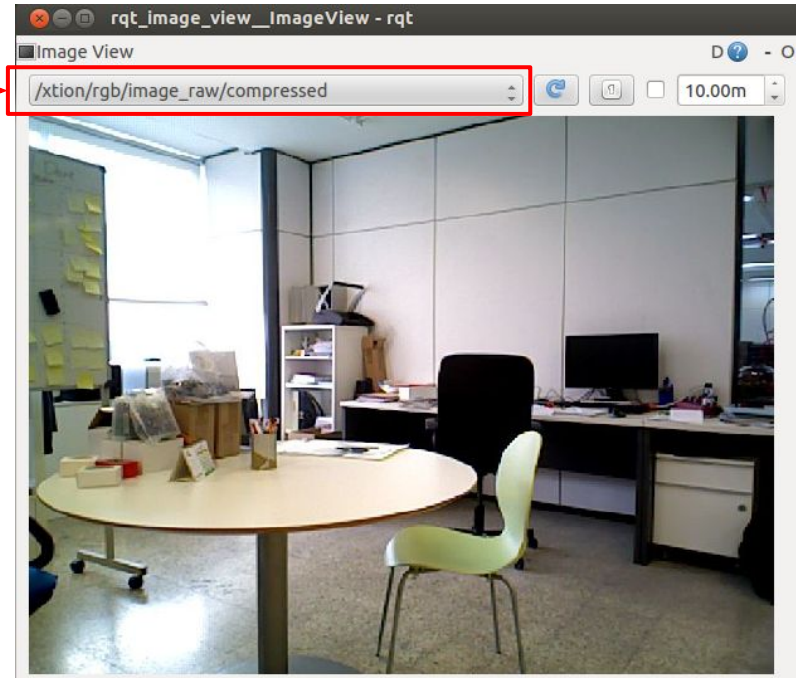 rqt_image_view__ImageView - rqt
Image View D ? - O
/xtion/rgb/image_raw/compressed 10.00m